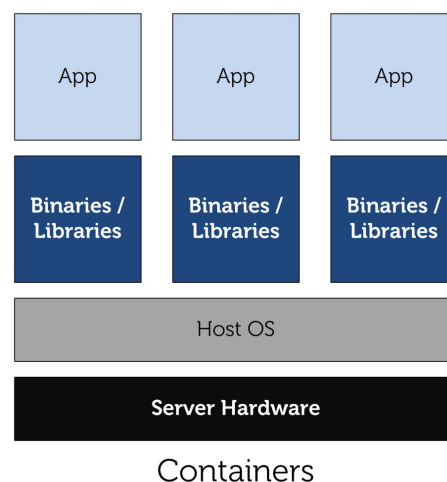 App App App
Binaries / Binaries / Binaries /
Libraries Libraries Libraries
Host OS
Server Hardware
Containers